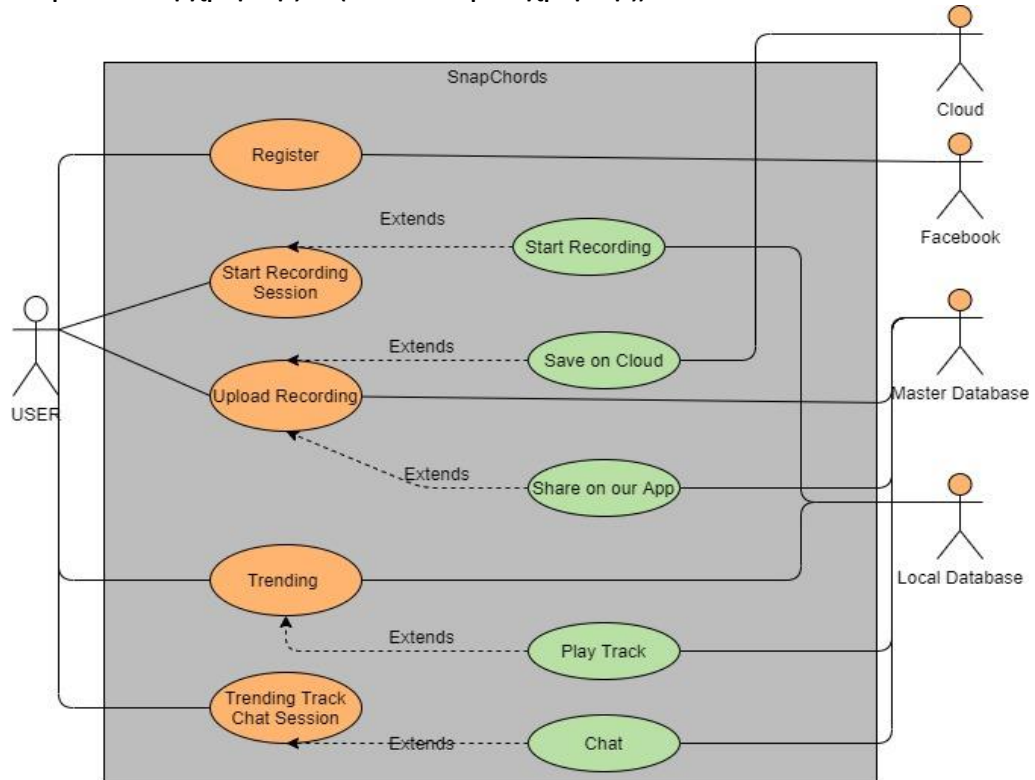 SnapChords
Cloud
Register
Facebook
Extends
Start Recording
Start Recording
Session
USER
Extends
Save on Cloud
Upload Recording
Master Database
Extends
Share on our App
Trending
Local Database
Extends
Play Track
Trending Track
Chat Session
Extends
Chat